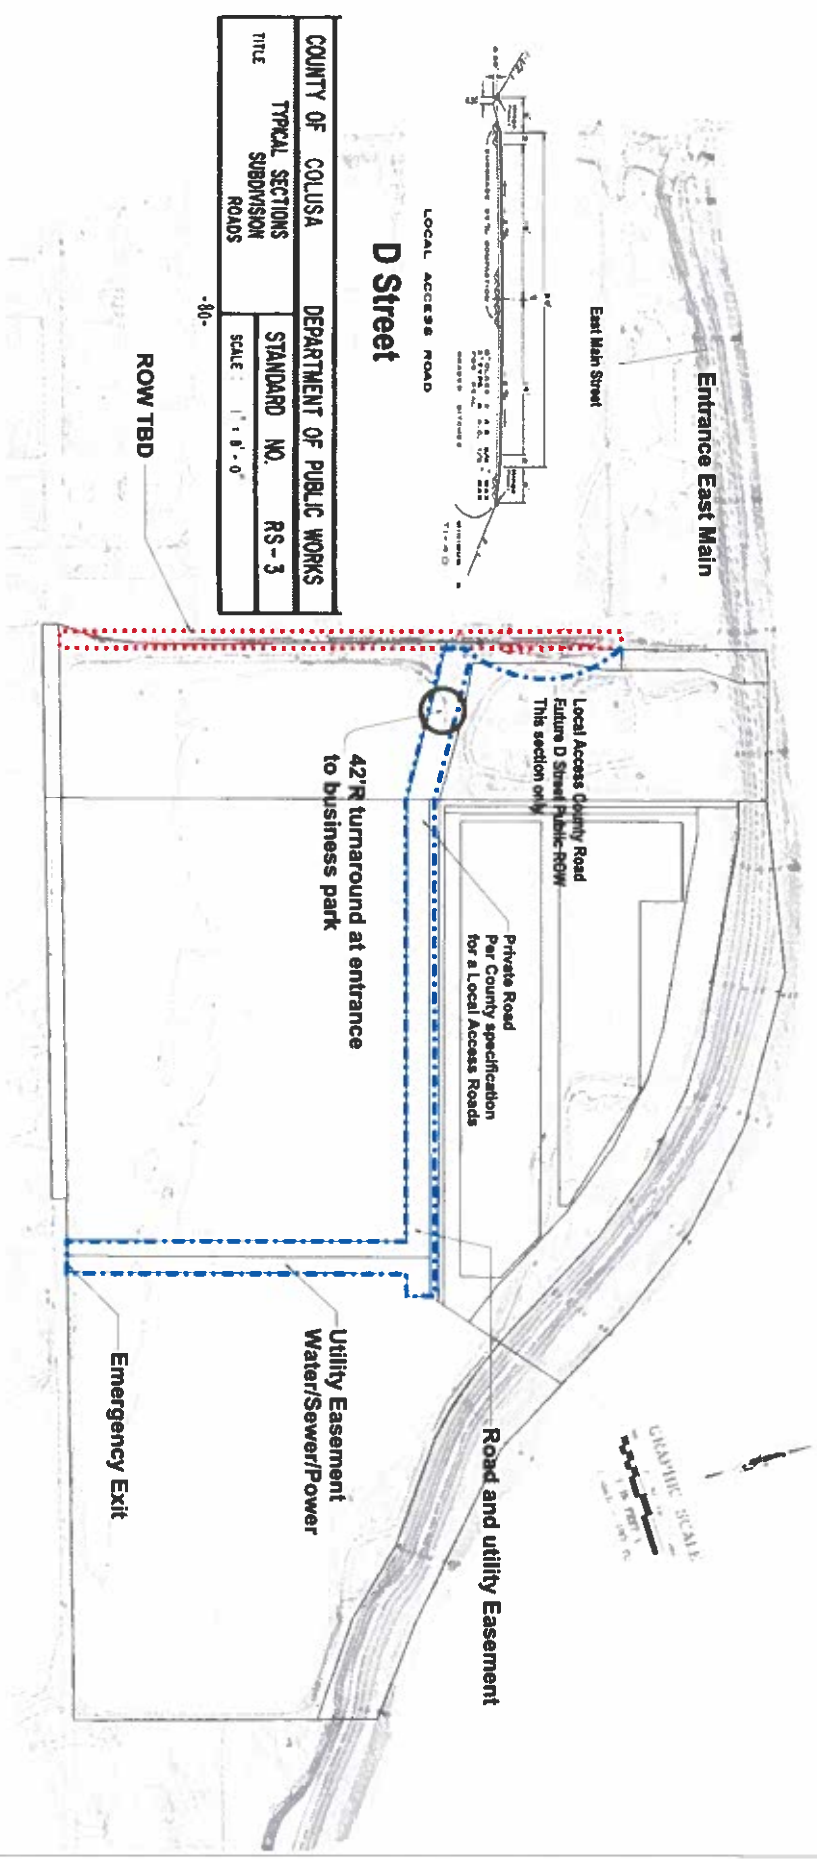 COUNTY OF COLUSA DEPARTMENT OF PUBLIC WORKS
TITLE TYPICAL SECTIONS
SUBDIVISION
ROADS
STANDARD NO. RS-3
SCALE : 1" = 8'-0"
-80-
LOCAL ACCESS ROAD
D Street
East Main Street
Entrance East Main
ROW TBD
Local Access County Road
Future D Street Public ROW
This section only
42'R turnaround at entrance
to business park
Private Road
Per County specification
for a Local Access Roads
Road and utility Easement
Utility Easement
Water/Sewer/Power
Emergency Exit
GRAPHIC SCALE